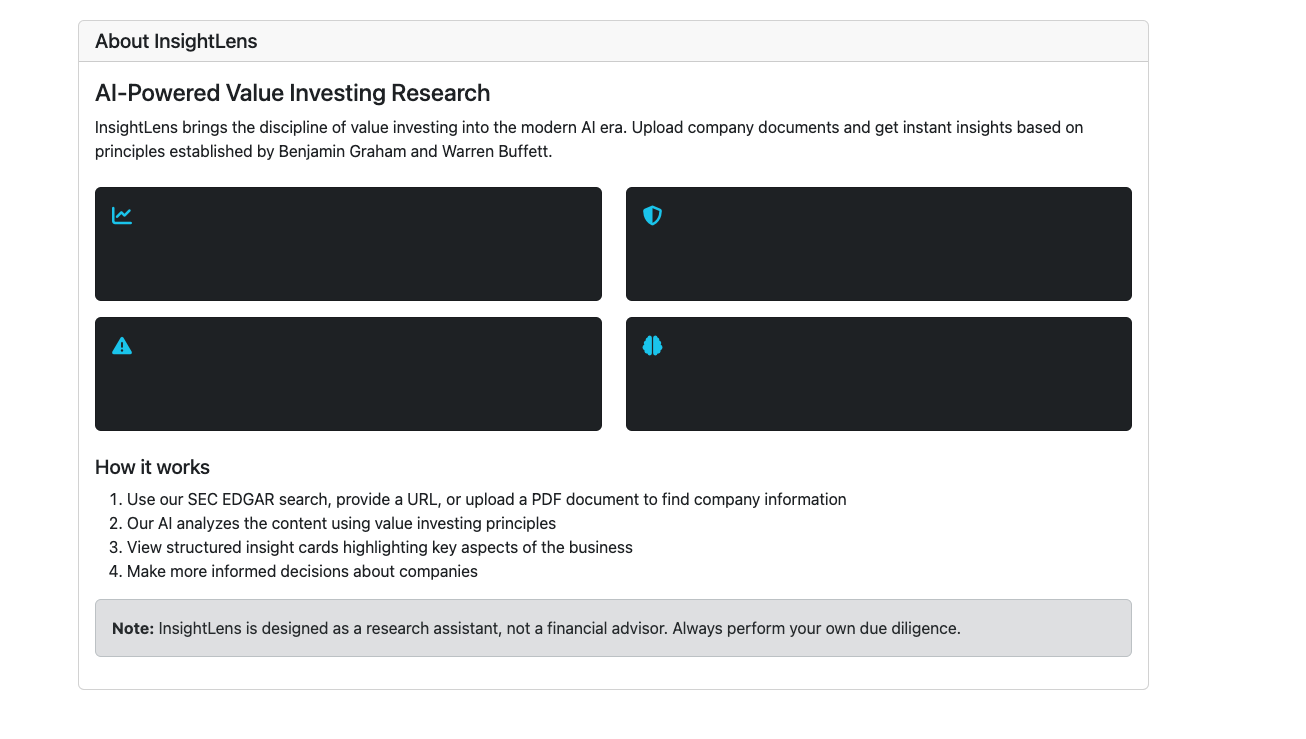 About InsightLens
AI-Powered Value Investing Research
InsightLens brings the discipline of value investing into the modern AI era. Upload company documents and get instant insights based on
principles established by Benjamin Graham and Warren Buffett.
How it works
1. Use our SEC EDGAR search, provide a URL, or upload a PDF document to find company information
2. Our AI analyzes the content using value investing principles
3. View structured insight cards highlighting key aspects of the business
4. Make more informed decisions about companies
Note: InsightLens is designed as a research assistant, not a financial advisor. Always perform your own due diligence.